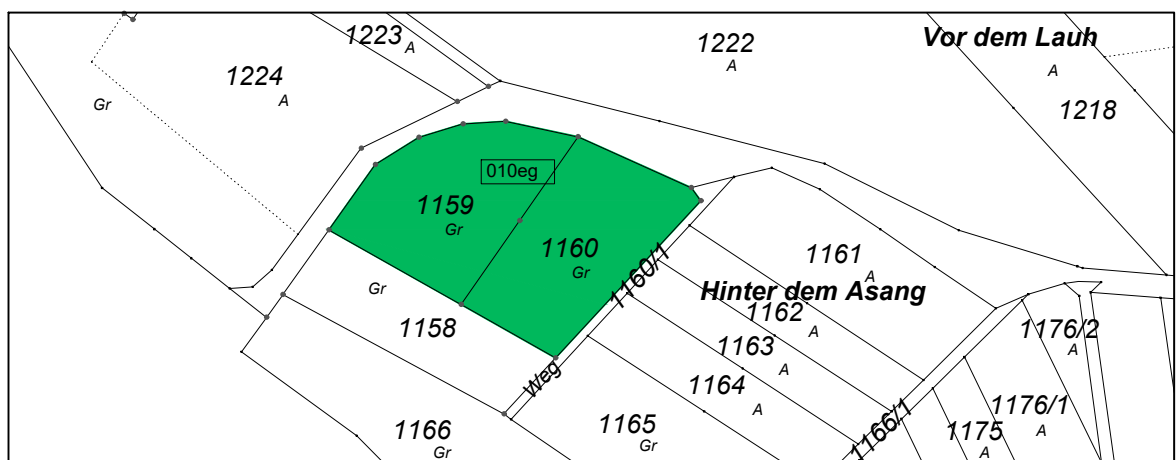 1223 A
1222
A
Vor dem Lauh
A
1224
A
Gr
1218
010eg
1159
Gr
1160
Gr
1160/1
1161
A
Hinter dem Asang
Gr
1158
1162
A
1163
A
1164
A
1176/2
A
Weg
1166
Gr
1165
Gr
1166/1
1175
A
1176/1
A